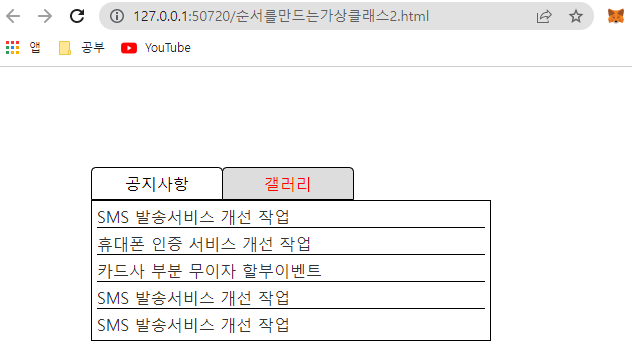 127.0.0.1:50720/순서를만드는가상클래스2.html
앱 공부 YouTube
공지사항 갤러리
SMS 발송서비스 개선 작업
휴대폰 인증 서비스 개선 작업
카드사 부분 무이자 할부이벤트
SMS 발송서비스 개선 작업
SMS 발송서비스 개선 작업